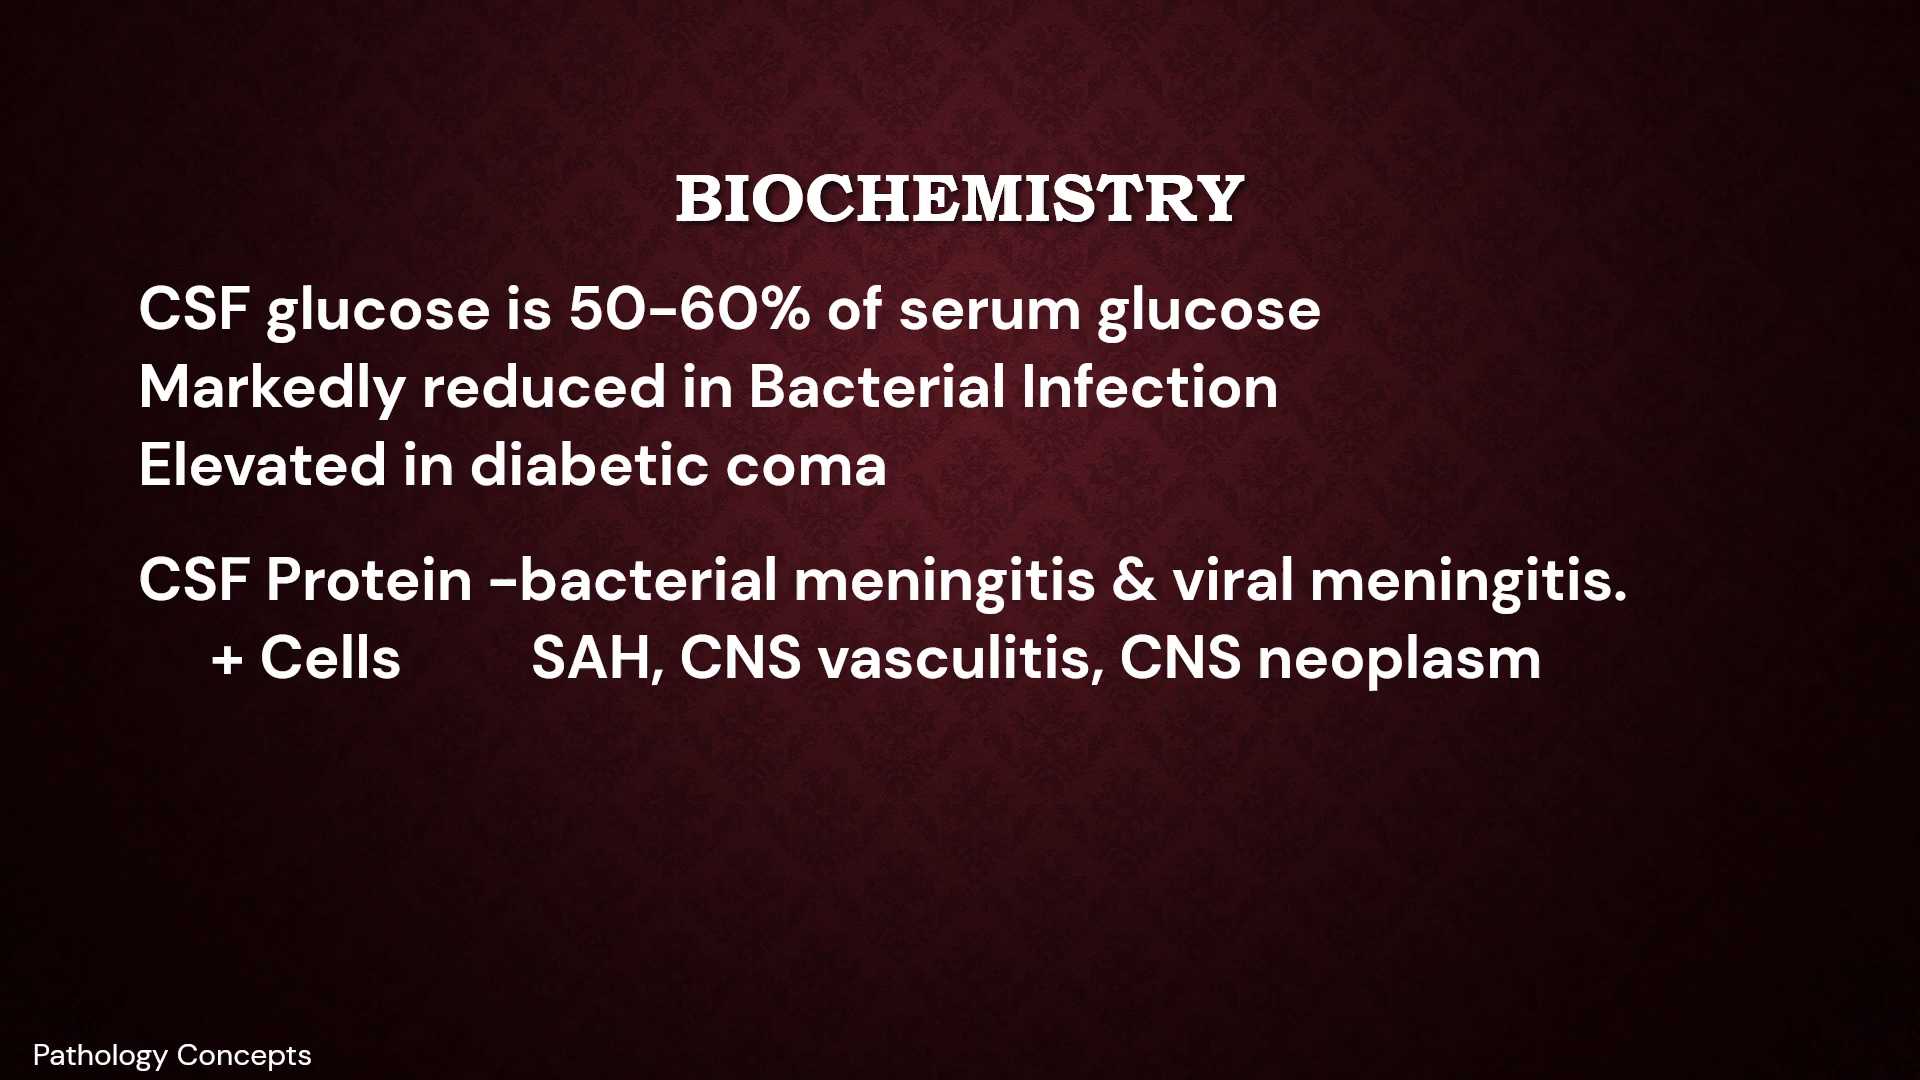 BIOCHEMISTRY
CSF glucose is 50-60% of serum glucose
Markedly reduced in Bacterial Infection
Elevated in diabetic coma
CSF Protein -bacterial meningitis & viral meningitis.
+ Cells SAH, CNS vasculitis, CNS neoplasm
Pathology Concepts